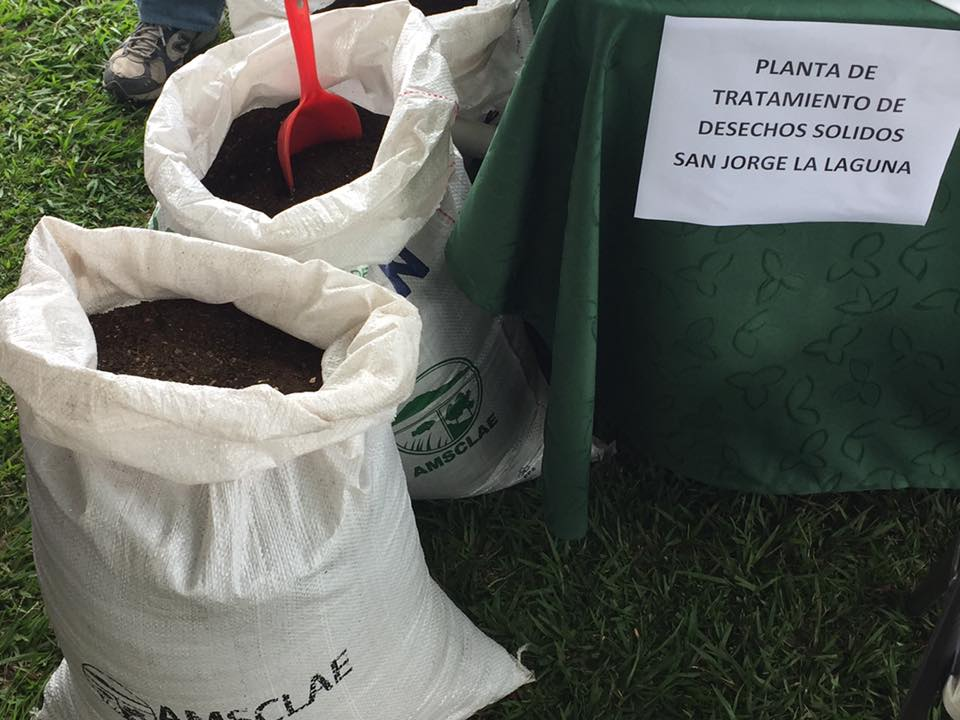 PLANTA DE
TRATAMIENTO DE
DESECHOS SOLIDOS
SAN JORGE LA LAGUNA
AMSCLAE
AMSCLAE